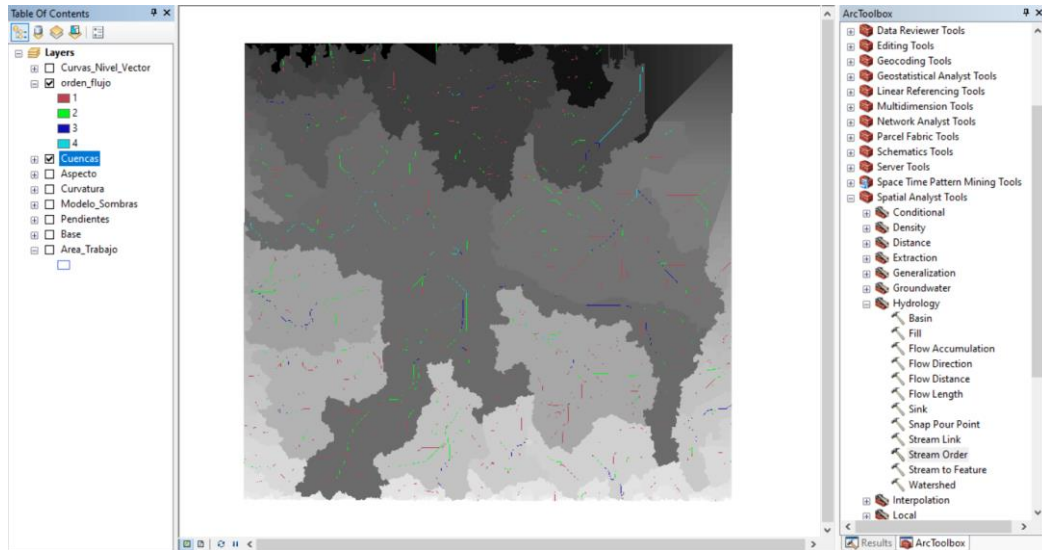 Table Of Contents
Layers
Curvas_Nivel_Vector
orden_flujo
1
2
3
4
Cuencas
Aspecto
Curvatura
Modelo_Sombras
Pendientes
Base
Area_Trabajo
ArcToolbox
Data Reviewer Tools
Editing Tools
Geocoding Tools
Geostatistical Analyst Tools
Linear Referencing Tools
Multidimension Tools
Network Analyst Tools
Parcel Fabric Tools
Schematics Tools
Server Tools
Space Time Pattern Mining Tools
Spatial Analyst Tools
Conditional
Density
Distance
Extraction
Generalization
Groundwater
Hydrology
Basin
Fill
Flow Accumulation
Flow Direction
Flow Distance
Flow Length
Sink
Snap Pour Point
Stream Link
Stream Order
Stream to Feature
Watershed
Interpolation
Local
Results ArcToolbox